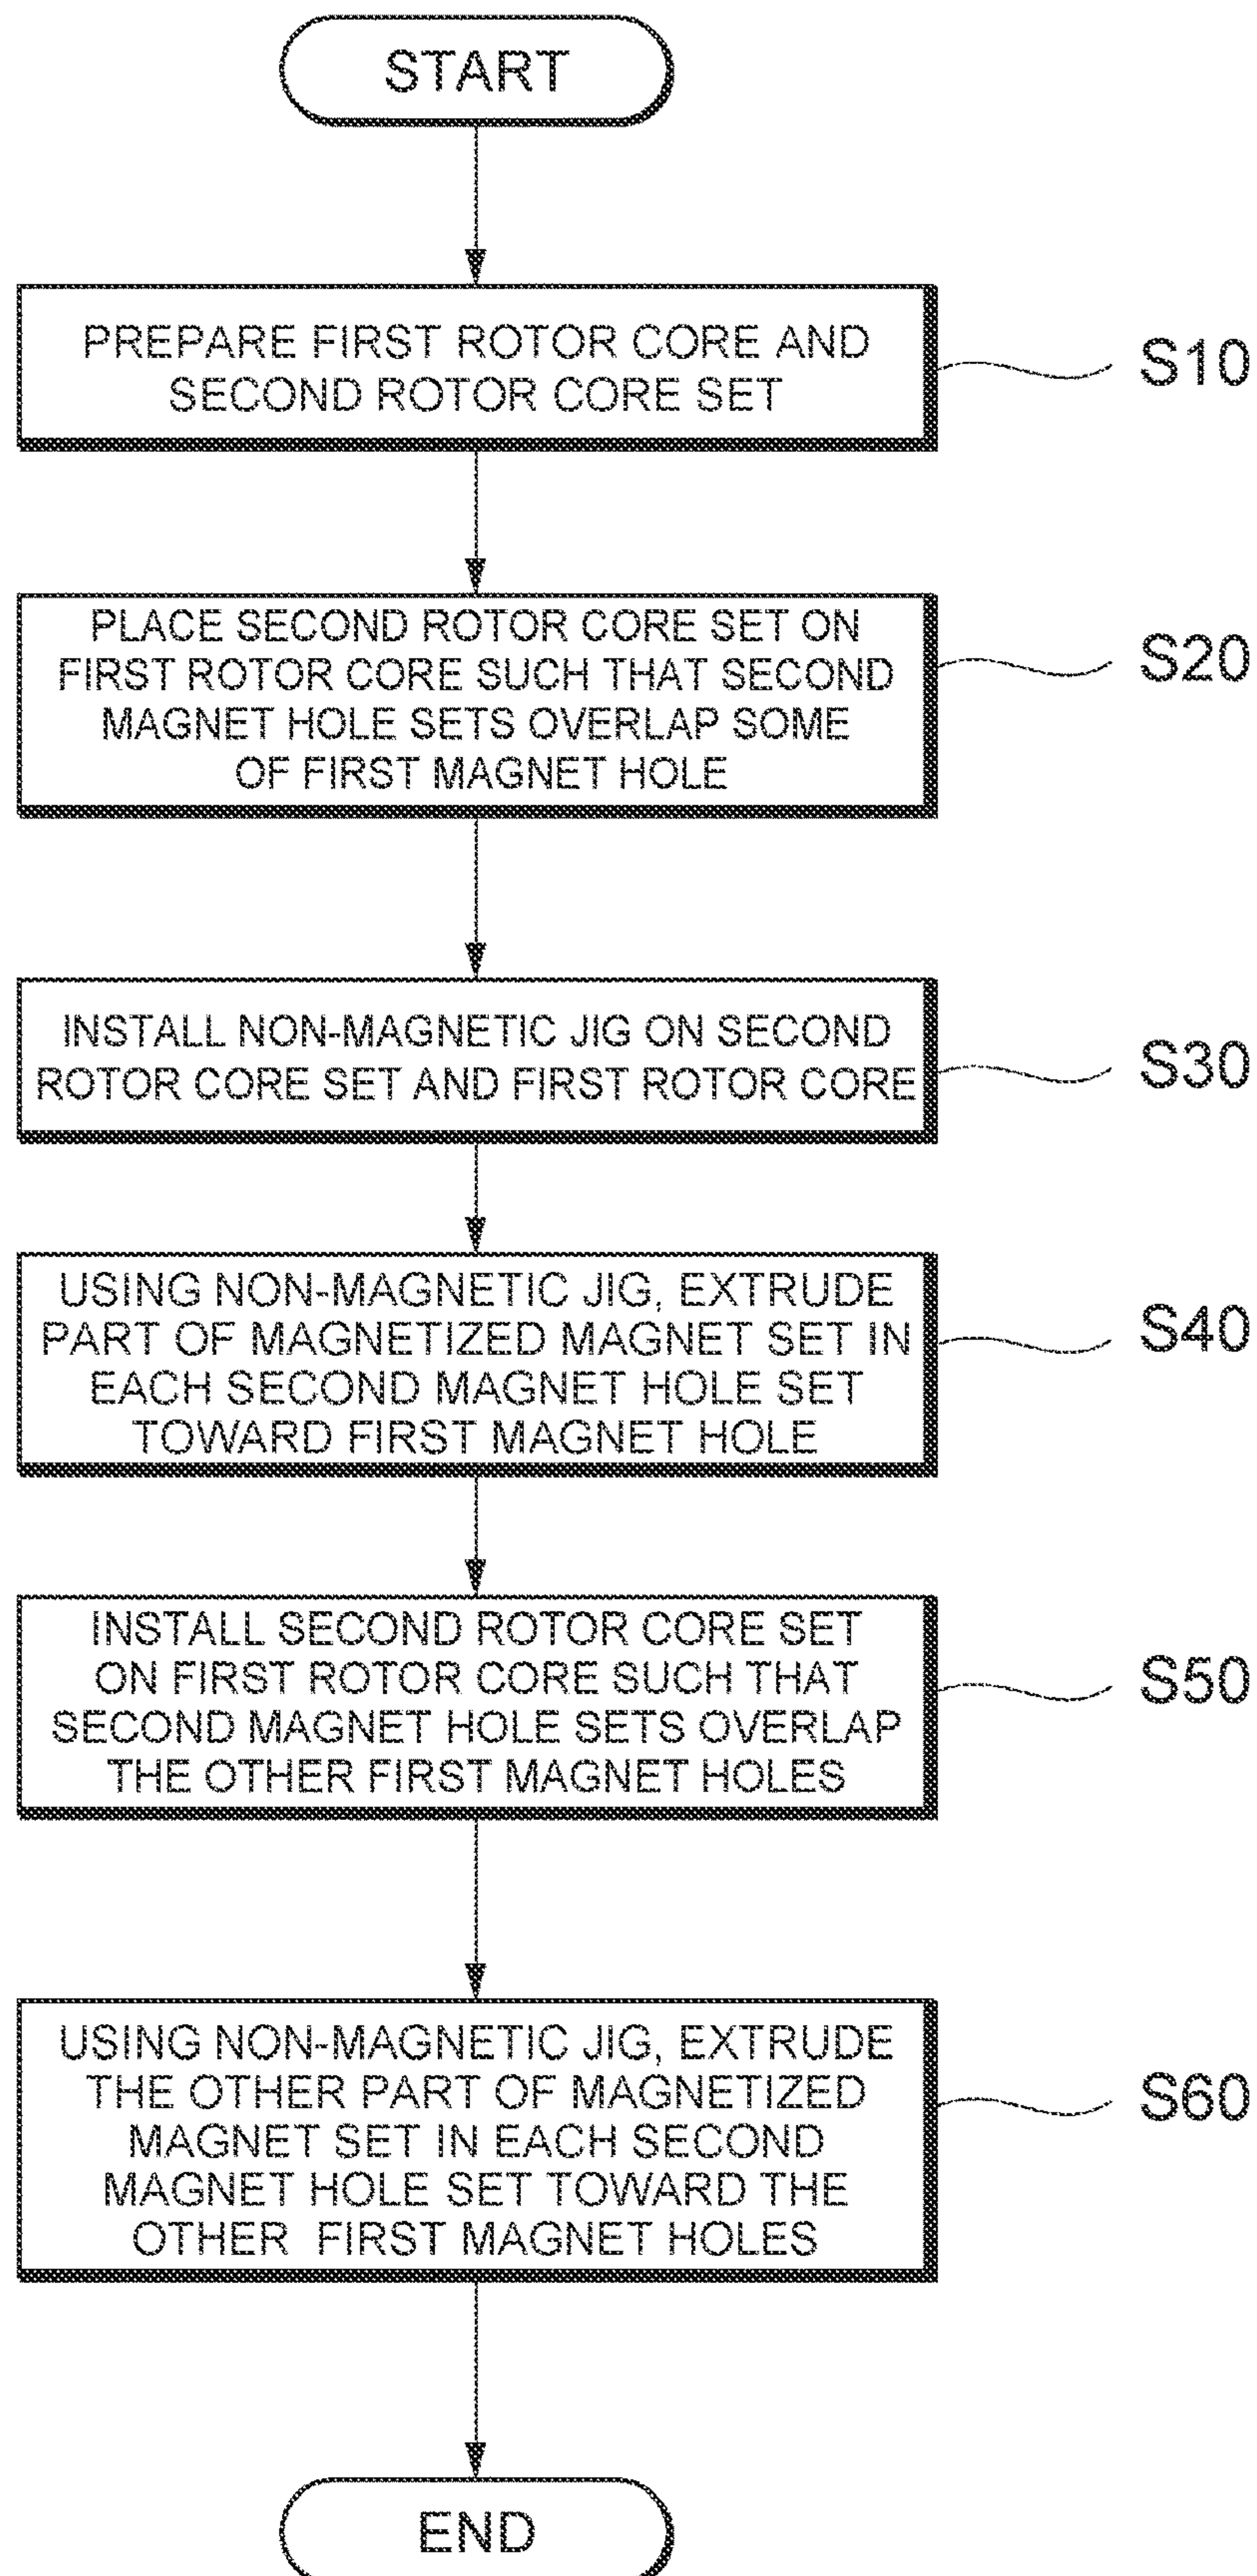 START
PREPARE FIRST ROTOR CORE AND
SECOND ROTOR CORE SET
S10
PLACE SECOND ROTOR CORE SET ON
FIRST ROTOR CORE SUCH THAT SECOND
MAGNET HOLE SETS OVERLAP SOME
OF FIRST MAGNET HOLE
S20
INSTALL NON-MAGNETIC JIG ON SECOND
ROTOR CORE SET AND FIRST ROTOR CORE
S30
USING NON-MAGNETIC JIG, EXTRUDE
PART OF MAGNETIZED MAGNET SET IN
EACH SECOND MAGNET HOLE SET
TOWARD FIRST MAGNET HOLE
S40
INSTALL SECOND ROTOR CORE SET
ON FIRST ROTOR CORE SUCH THAT
SECOND MAGNET HOLE SETS OVERLAP
THE OTHER FIRST MAGNET HOLES
S50
USING NON-MAGNETIC JIG, EXTRUDE
THE OTHER PART OF MAGNETIZED
MAGNET SET IN EACH SECOND
MAGNET HOLE SET TOWARD THE
OTHER FIRST MAGNET HOLES
S60
END